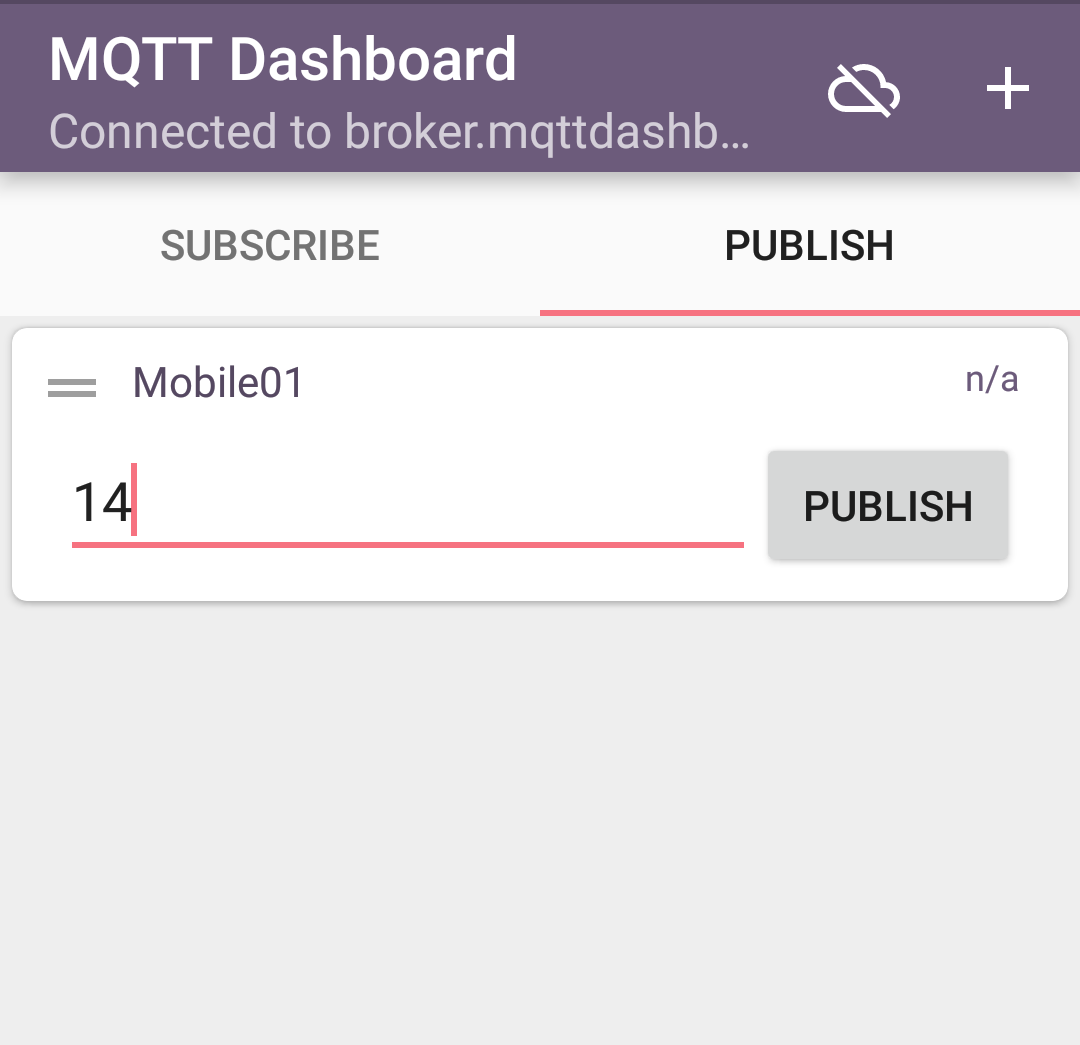 MQTT Dashboard
Connected to broker.mqttdashb...
SUBSCRIBE
PUBLISH
Mobile01
n/a
14
PUBLISH